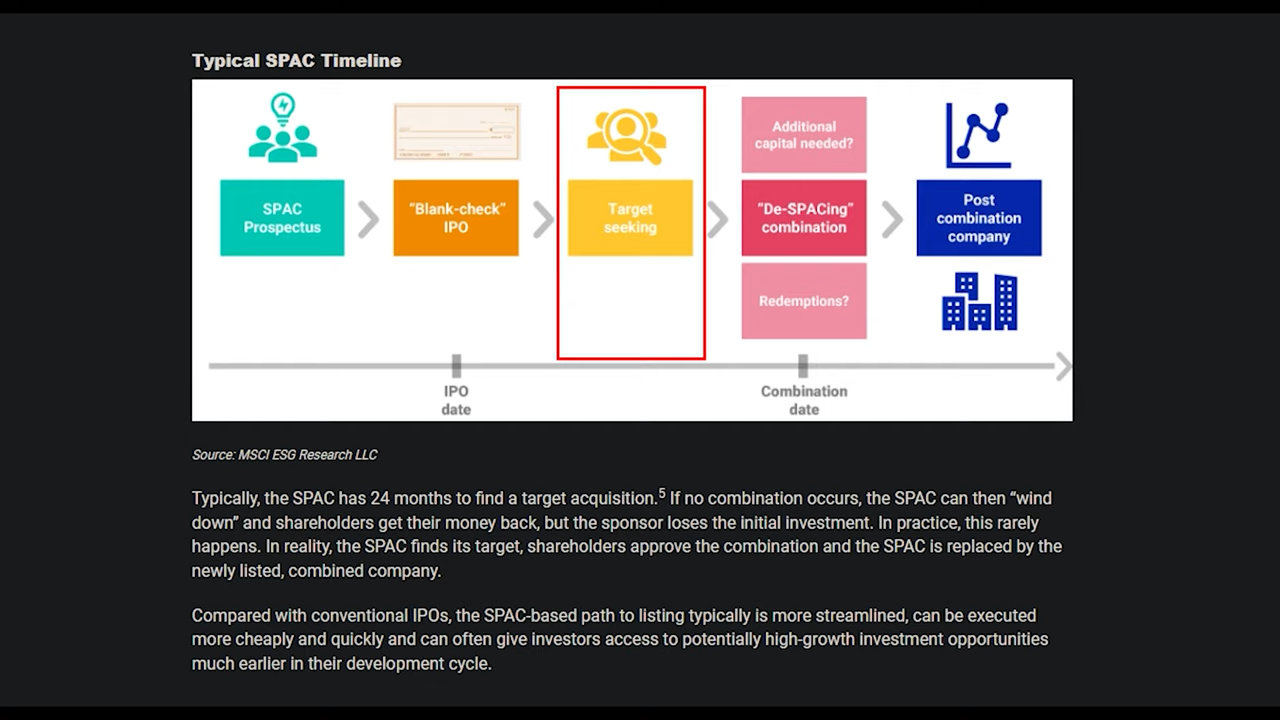 Typical SPAC Timeline
Additional
capital needed?
SPAC
Prospectus
"Blank-check"
IPO
Target
seeking
"De-SPACing"
combination
Post
combination
company
Redemptions?
IPO
date
Combination
date
Source: MSCI ESG Research LLC
Typically, the SPAC has 24 months to find a target acquisition.5 If no combination occurs, the SPAC can then “wind
down” and shareholders get their money back, but the sponsor loses the initial investment. In practice, this rarely
happens. In reality, the SPAC finds its target, shareholders approve the combination and the SPAC is replaced by the
newly listed, combined company.
Compared with conventional IPOs, the SPAC-based path to listing typically is more streamlined, can be executed
more cheaply and quickly and can often give investors access to potentially high-growth investment opportunities
much earlier in their development cycle.